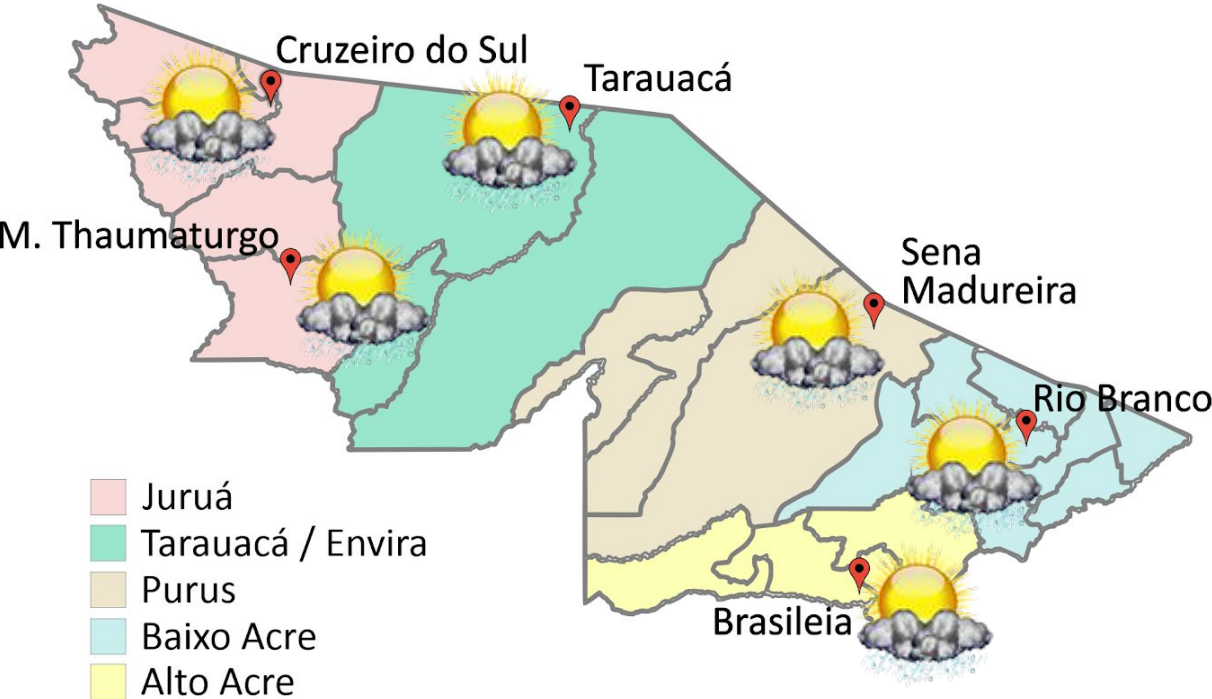 Cruzeiro do Sul
Tarauacá
M. Thaumaturgo
Sena
Madureira
Rio Branco
Brasileia
Juruá
Tarauacá / Envira
Purus
Baixo Acre
Alto Acre